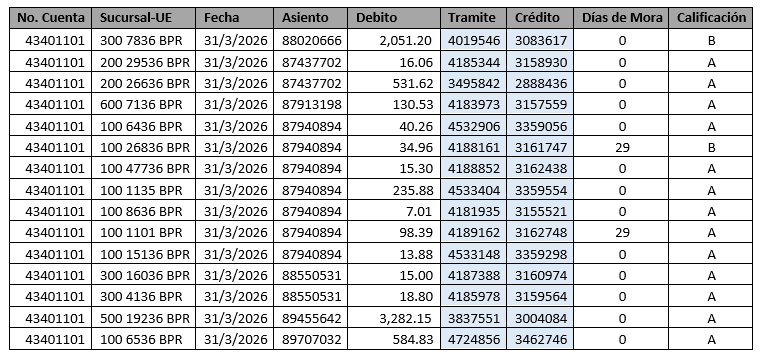 No. Cuenta Sucursal-UE Fecha Asiento Debito Tramite Crédito Días de Mora Calificación
43401101 300 7836 BPR 31/3/2026 88020666 2,051.20 4019546 3083617 0 B
43401101 200 29536 BPR 31/3/2026 87437702 16.06 4185344 3158930 0 A
43401101 200 26636 BPR 31/3/2026 87437702 531.62 3495842 2888436 0 A
43401101 600 7136 BPR 31/3/2026 87913198 130.53 4183973 3157559 0 A
43401101 100 6436 BPR 31/3/2026 87940894 40.26 4532906 3359056 0 A
43401101 100 26836 BPR 31/3/2026 87940894 34.96 4188161 3161747 29 B
43401101 100 47736 BPR 31/3/2026 87940894 15.30 4188852 3162438 0 A
43401101 100 1135 BPR 31/3/2026 87940894 235.88 4533404 3359554 0 A
43401101 100 8636 BPR 31/3/2026 87940894 7.01 4181935 3155521 0 A
43401101 100 1101 BPR 31/3/2026 87940894 98.39 4189162 3162748 29 A
43401101 100 15136 BPR 31/3/2026 87940894 13.88 4533148 3359298 0 A
43401101 300 16036 BPR 31/3/2026 88550531 15.00 4187388 3160974 0 A
43401101 300 4136 BPR 31/3/2026 88550531 18.80 4185978 3159564 0 A
43401101 500 19236 BPR 31/3/2026 89455642 3,282.15 3837551 3004084 0 A
43401101 100 6536 BPR 31/3/2026 89707032 584.83 4724856 3462746 0 A